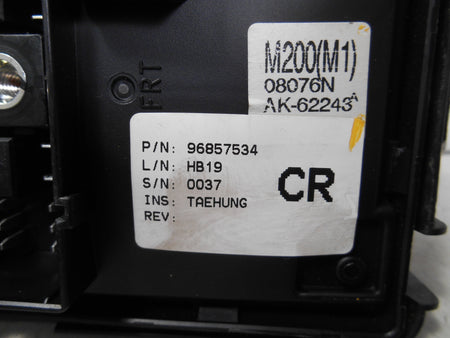 M200(M1)
08076N
AK-62243A
FRT
P/N: 96857534
L/N: HB19
S/N: 0037
INS: TAEHUNG
REV:
CR